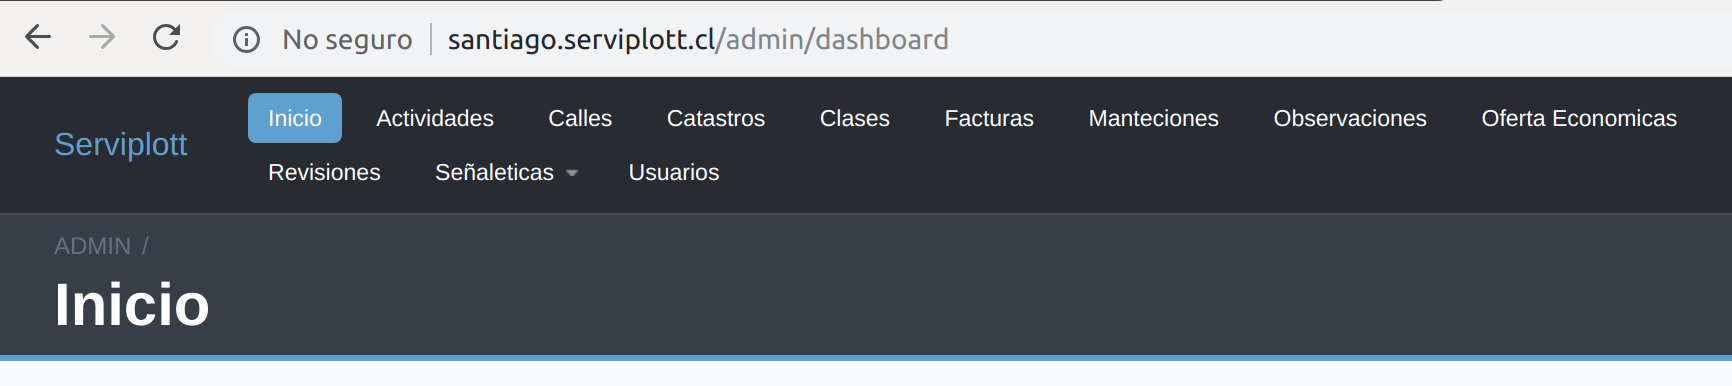 No seguro santiago.serviplott.cl/admin/dashboard
Serviplott
Inicio Actividades Calles Catastros Clases Facturas Manteciones Observaciones Oferta Economicas
Revisiones Señaleticas Usuarios
ADMIN /
Inicio